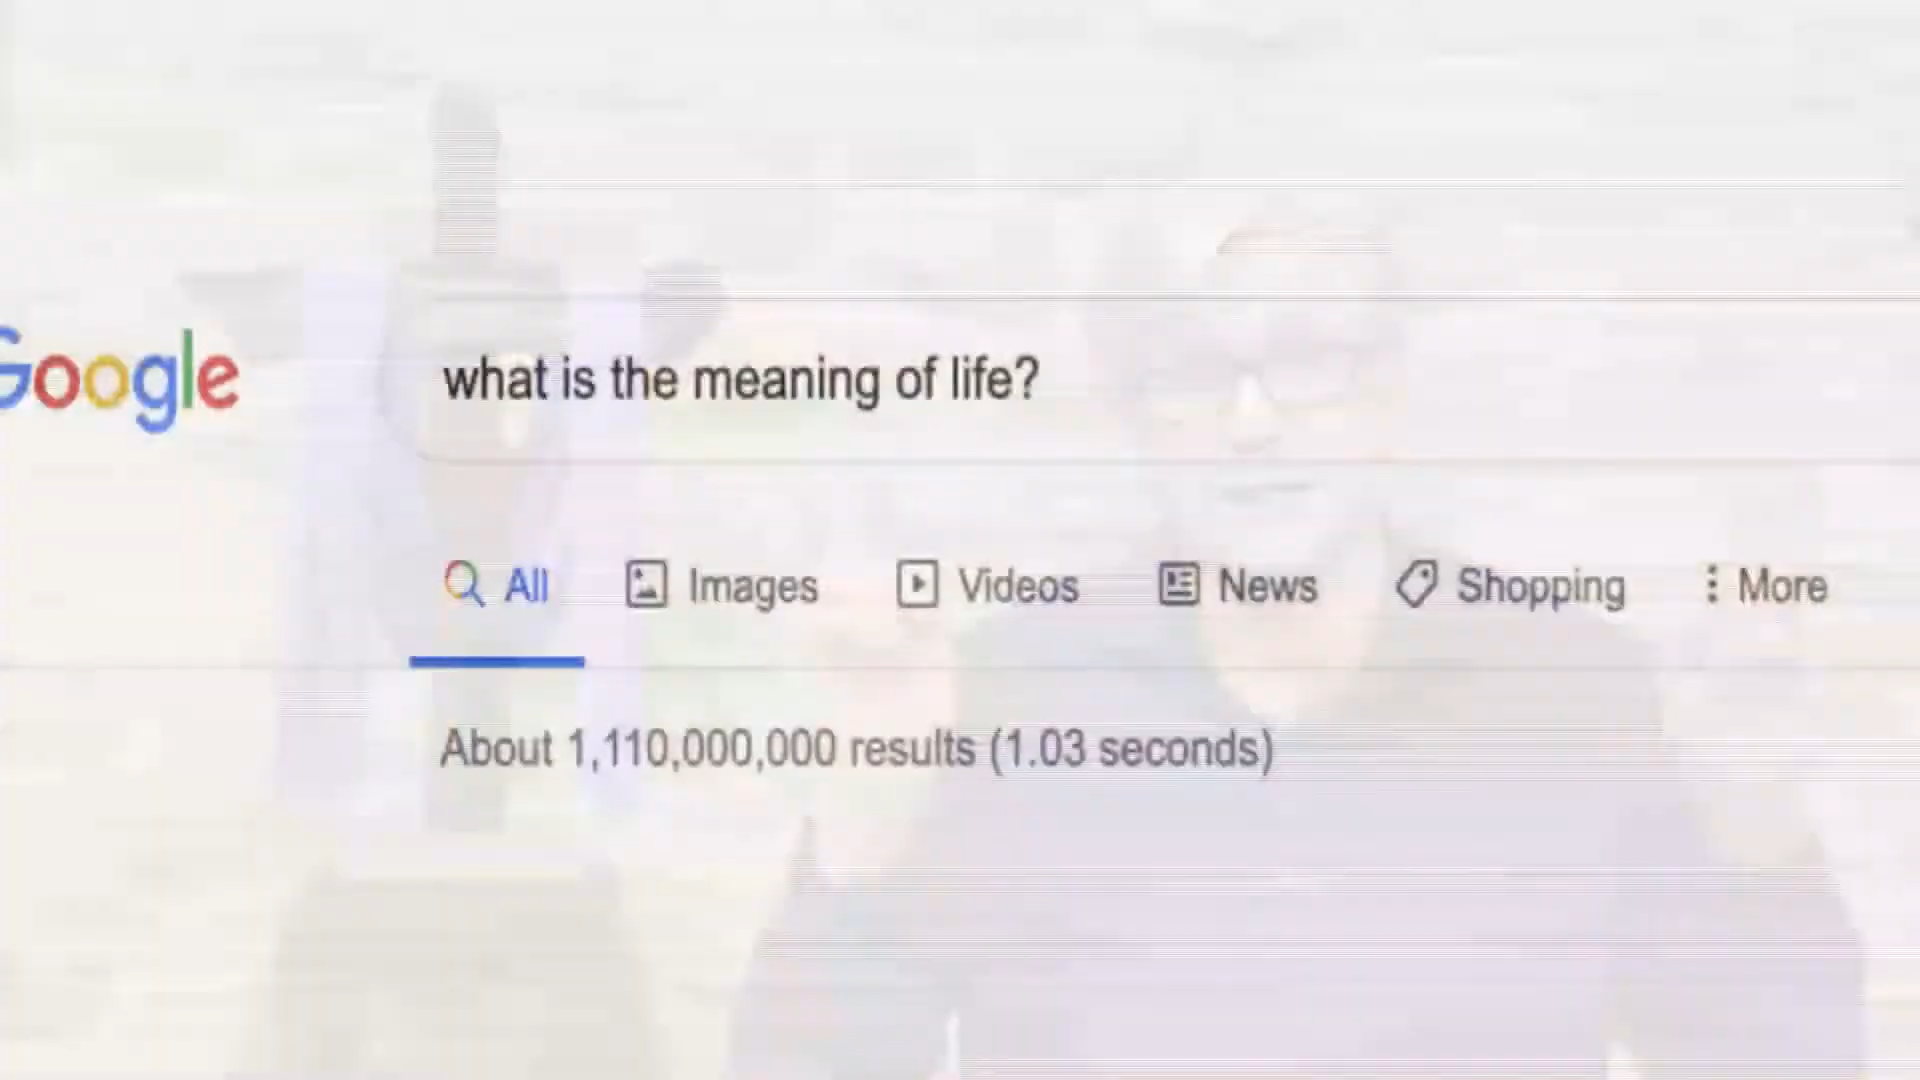 Google
what is the meaning of life?
All Images Videos News Shopping More
About 1,110,000,000 results (1.03 seconds)